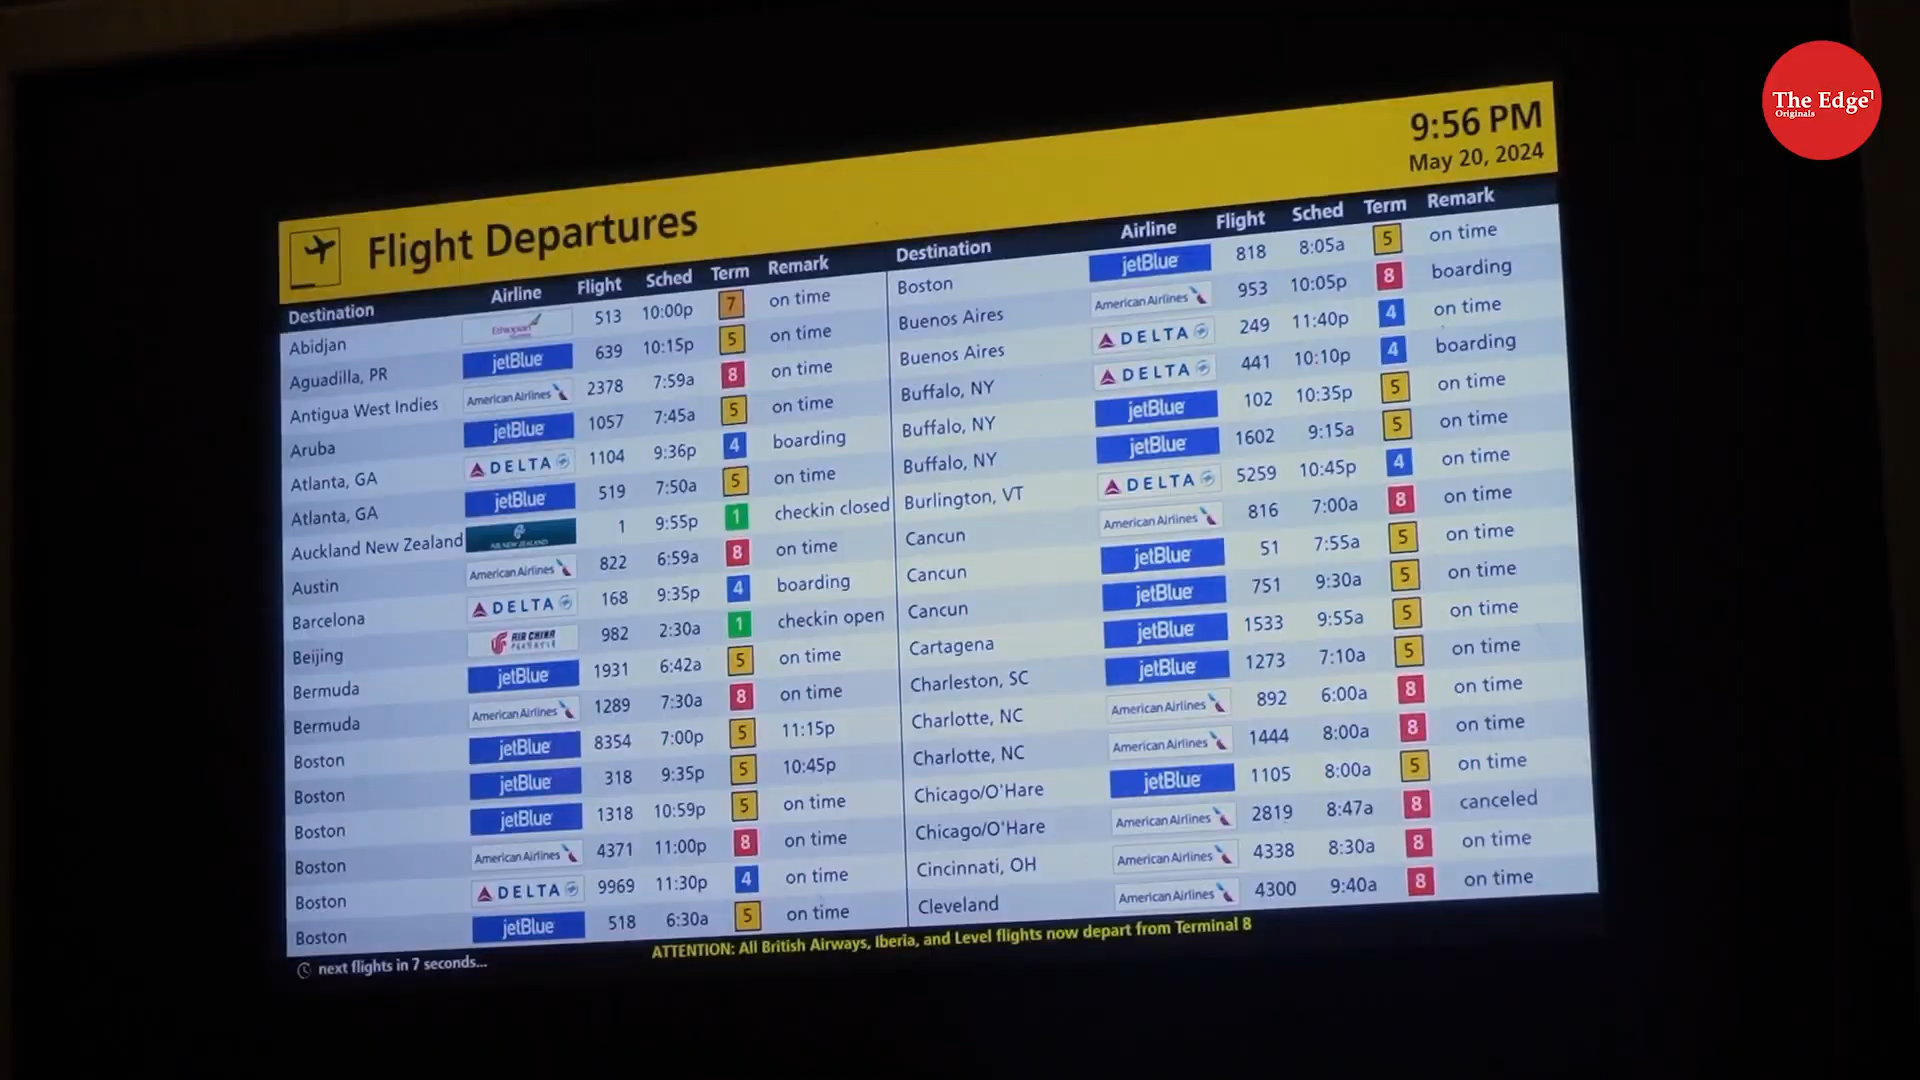 The Edge
Originals
9:56 PM
May 20, 2024
Flight Departures
Destination Airline Flight Sched Term Remark
Abidjan Ethiopian 513 10:00p 7 on time
Aguadilla, PR jetBlue 639 10:15p 5 on time
Antigua West Indies American Airlines 2378 7:59a 8 on time
Aruba jetBlue 1057 7:45a 5 on time
Atlanta, GA DELTA 1104 9:36p 4 boarding
Atlanta, GA jetBlue 519 7:50a 5 on time
Auckland New Zealand AIR NEW ZEALAND 1 9:55p 1 checkin closed
Austin American Airlines 822 6:59a 8 on time
Barcelona DELTA 168 9:35p 4 boarding
Beijing AIR CHINA 982 2:30a 1 checkin open
Bermuda jetBlue 1931 6:42a 5 on time
Bermuda American Airlines 1289 7:30a 8 on time
Boston jetBlue 8354 7:00p 5 11:15p
Boston jetBlue 318 9:35p 5 10:45p
Boston jetBlue 1318 10:59p 5 on time
Boston American Airlines 4371 11:00p 8 on time
Boston DELTA 9969 11:30p 4 on time
Boston jetBlue 518 6:30a 5 on time
Destination Airline Flight Sched Term Remark
Boston jetBlue 818 8:05a 5 on time
Buenos Aires American Airlines 953 10:05p 8 boarding
Buenos Aires DELTA 249 11:40p 4 on time
Buffalo, NY DELTA 441 10:10p 4 boarding
Buffalo, NY jetBlue 102 10:35p 5 on time
Buffalo, NY jetBlue 1602 9:15a 5 on time
Burlington, VT DELTA 5259 10:45p 4 on time
Cancun American Airlines 816 7:00a 8 on time
Cancun jetBlue 51 7:55a 5 on time
Cancun jetBlue 751 9:30a 5 on time
Cartagena jetBlue 1533 9:55a 5 on time
Charleston, SC jetBlue 1273 7:10a 5 on time
Charlotte, NC American Airlines 892 6:00a 8 on time
Charlotte, NC American Airlines 1444 8:00a 8 on time
Chicago/O'Hare jetBlue 1105 8:00a 5 on time
Chicago/O'Hare American Airlines 2819 8:47a 8 canceled
Cincinnati, OH American Airlines 4338 8:30a 8 on time
Cleveland American Airlines 4300 9:40a 8 on time
next flights in 7 seconds...
ATTENTION: All British Airways, Iberia, and Level flights now depart from Terminal 8